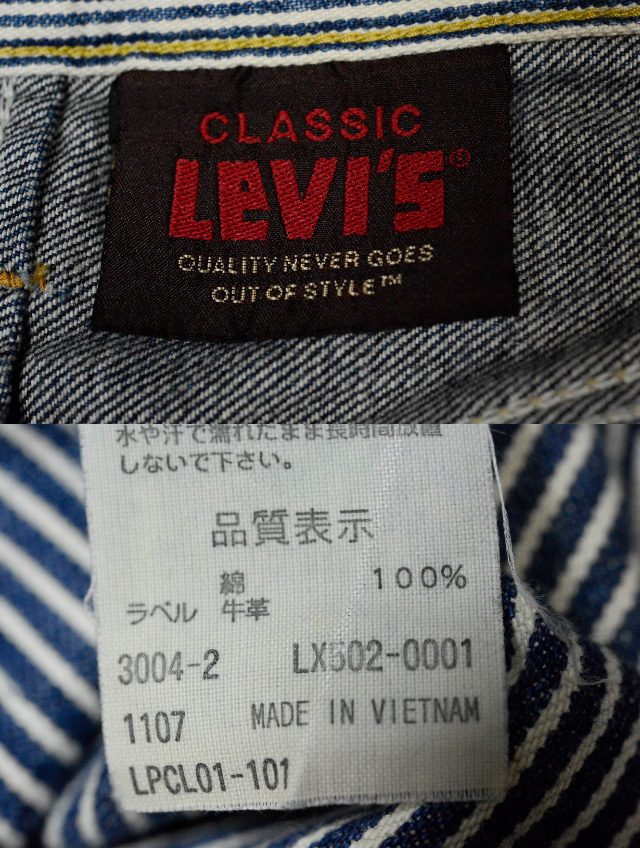 CLASSIC
LEVI'S®
QUALITY NEVER GOES
OUT OF STYLE™
水や汗で濡れたまま長時間放置
しないで下さい。
品質表示
綿 100%
ラベル 牛革
3004-2 LX502-0001
1107 MADE IN VIETNAM
LPCL01-101